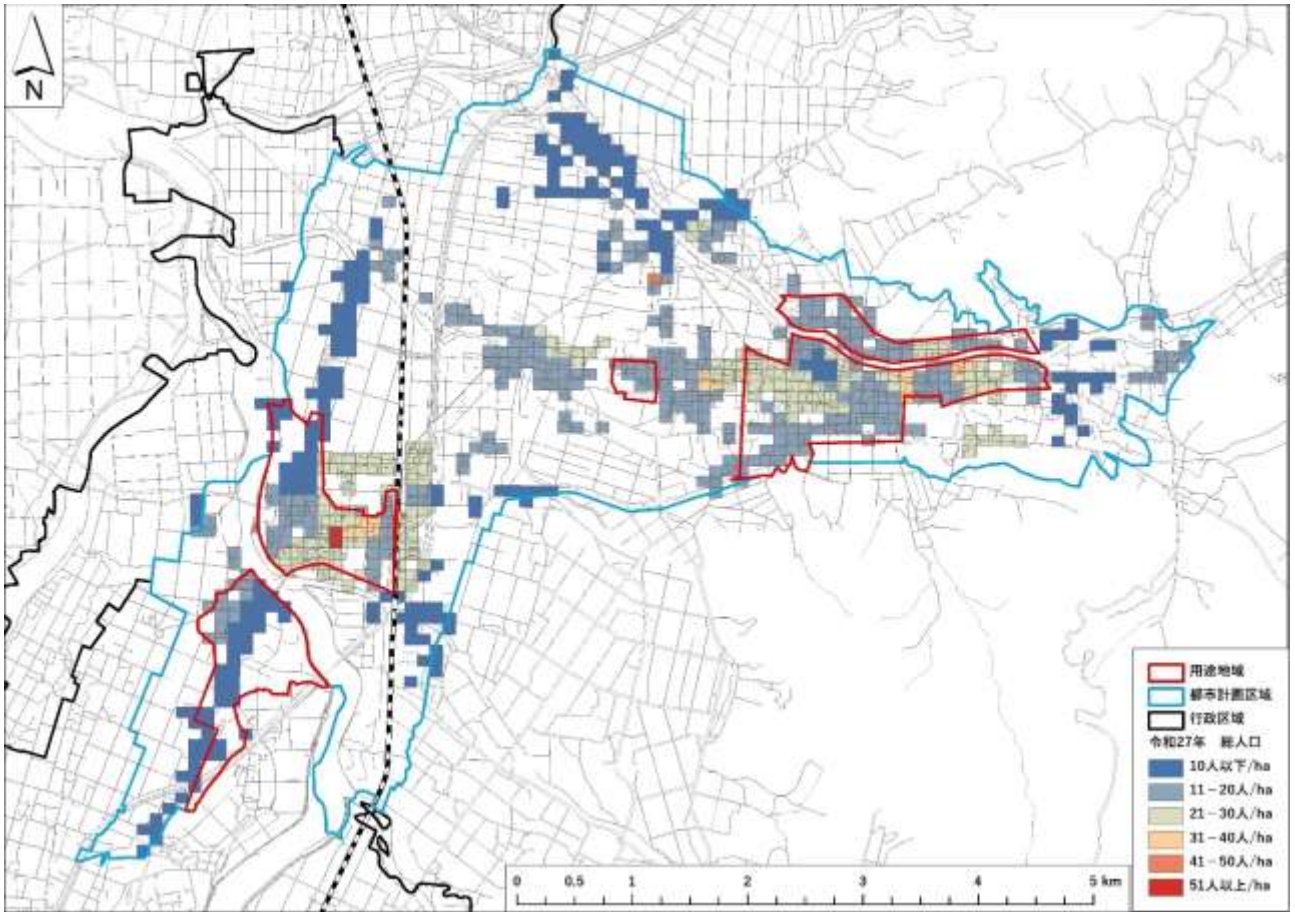 N
用途地域
都市計画区域
行政区域
令和27年 総人口
10人以下/ha
11－20人/ha
21－30人/ha
31－40人/ha
41－50人/ha
51人以上/ha
0 0.5 1 2 3 4 5 km